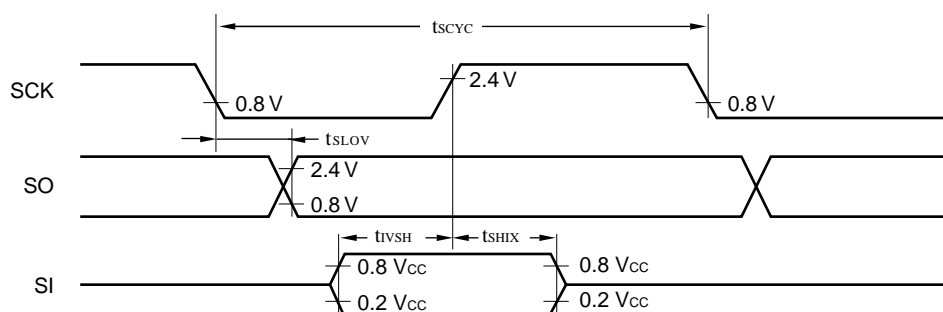 tSCYC
SCK
2.4 V
0.8 V
0.8 V
tSLOV
SO
2.4 V
0.8 V
tIVSH
tSHIX
SI
0.8 VCC
0.8 VCC
0.2 VCC
0.2 VCC